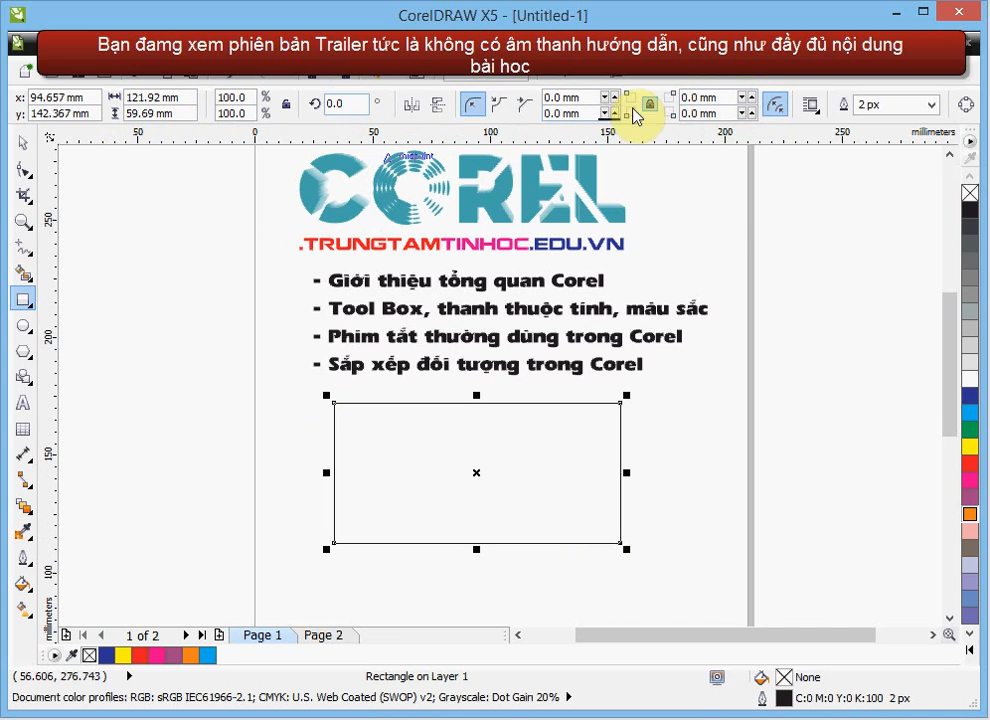 CorelDRAW X5 - [Untitled-1]
Bạn đamg xem phiên bản Trailer tức là không có âm thanh hướng dẫn, cũng như đầy đủ nội dung
bài học
x: 94.657 mm 121.92 mm 100.0 % 0.0 ° 0.0 mm 0.0 mm 2 px
y: 142.367 mm 59.69 mm 100.0 % 0.0 mm 0.0 mm
50 0 50 100 150 200 250 millimeters
COREL
.TRUNGTAMTINHOC.EDU.VN
- Giới thiệu tổng quan Corel
- Tool Box, thanh thuộc tính, màu sắc
- Phím tắt thường dùng trong Corel
- Sắp xếp đối tượng trong Corel
250
200
150
100
millimeters
1 of 2 Page 1 Page 2
(56.606, 276.743) Rectangle on Layer 1 None
Document color profiles: RGB: sRGB IEC61966-2.1; CMYK: U.S. Web Coated (SWOP) v2; Grayscale: Dot Gain 20% C:0 M:0 Y:0 K:100 2 px